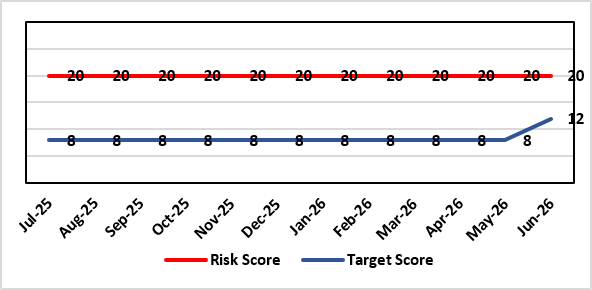 20 20 20 20 20 20 20 20 20 20 20 20
8 8 8 8 8 8 8 8 8 8 8 12
Jul-25 Aug-25 Sep-25 Oct-25 Nov-25 Dec-25 Jan-26 Feb-26 Mar-26 Apr-26 May-26 Jun-26
Risk Score Target Score